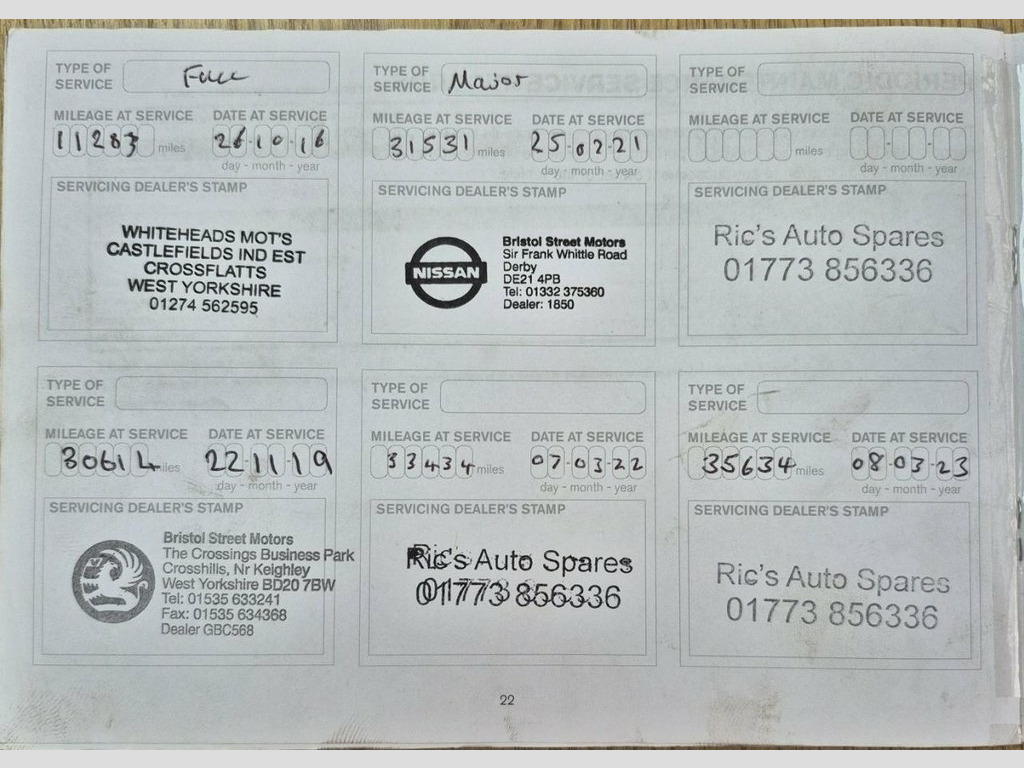 TYPE OF
SERVICE
Full
MILEAGE AT SERVICE
DATE AT SERVICE
11283 miles
26-10-16
day - month - year
SERVICING DEALER'S STAMP
WHITEHEADS MOT'S
CASTLEFIELDS IND EST
CROSSFLATTS
WEST YORKSHIRE
01274 562595
TYPE OF
SERVICE
Major
MILEAGE AT SERVICE
DATE AT SERVICE
31531 miles
25-02-21
day - month - year
SERVICING DEALER'S STAMP
NISSAN
Bristol Street Motors
Sir Frank Whittle Road
Derby
DE21 4PB
Tel: 01332 375360
Dealer: 1850
TYPE OF
SERVICE
MILEAGE AT SERVICE
DATE AT SERVICE
miles
day - month - year
SERVICING DEALER'S STAMP
Ric's Auto Spares
01773 856336
TYPE OF
SERVICE
MILEAGE AT SERVICE
DATE AT SERVICE
30614 miles
22-11-19
day - month - year
SERVICING DEALER'S STAMP
Bristol Street Motors
The Crossings Business Park
Crosshills, Nr Keighley
West Yorkshire BD20 7BW
Tel: 01535 633241
Fax: 01535 634368
Dealer GBC568
TYPE OF
SERVICE
MILEAGE AT SERVICE
DATE AT SERVICE
33434 miles
07-03-22
day - month - year
SERVICING DEALER'S STAMP
Ric's Auto Spares
01773 856336
TYPE OF
SERVICE
MILEAGE AT SERVICE
DATE AT SERVICE
35634 miles
08-03-23
day - month - year
SERVICING DEALER'S STAMP
Ric's Auto Spares
01773 856336
22